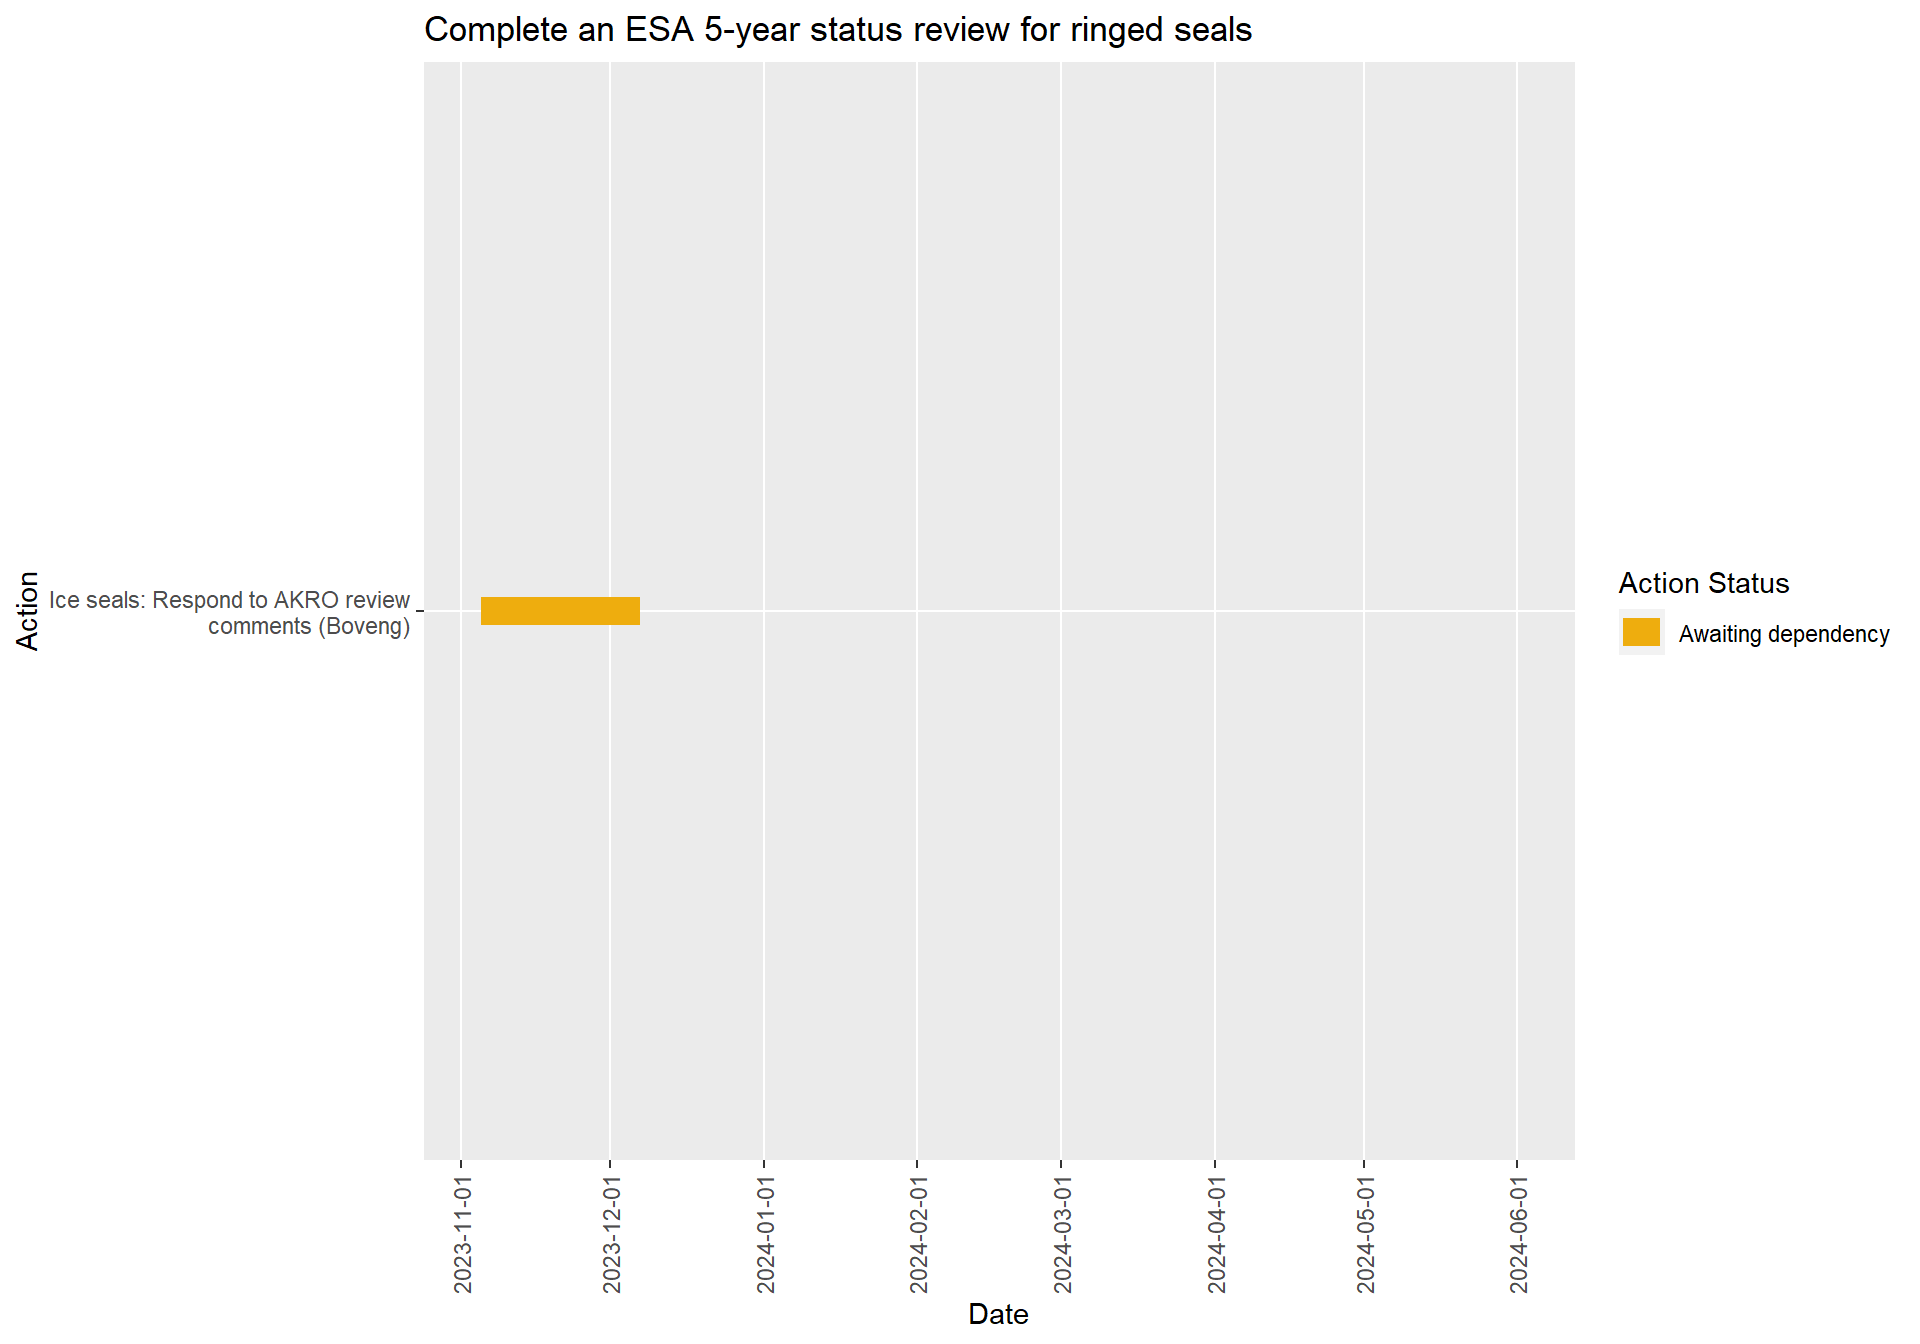 Complete an ESA 5-year status review for ringed seals
Action
Ice seals: Respond to AKRO review
comments (Boveng)
Action Status
Awaiting dependency
2023-11-01
2023-12-01
2024-01-01
2024-02-01
2024-03-01
2024-04-01
2024-05-01
2024-06-01
Date